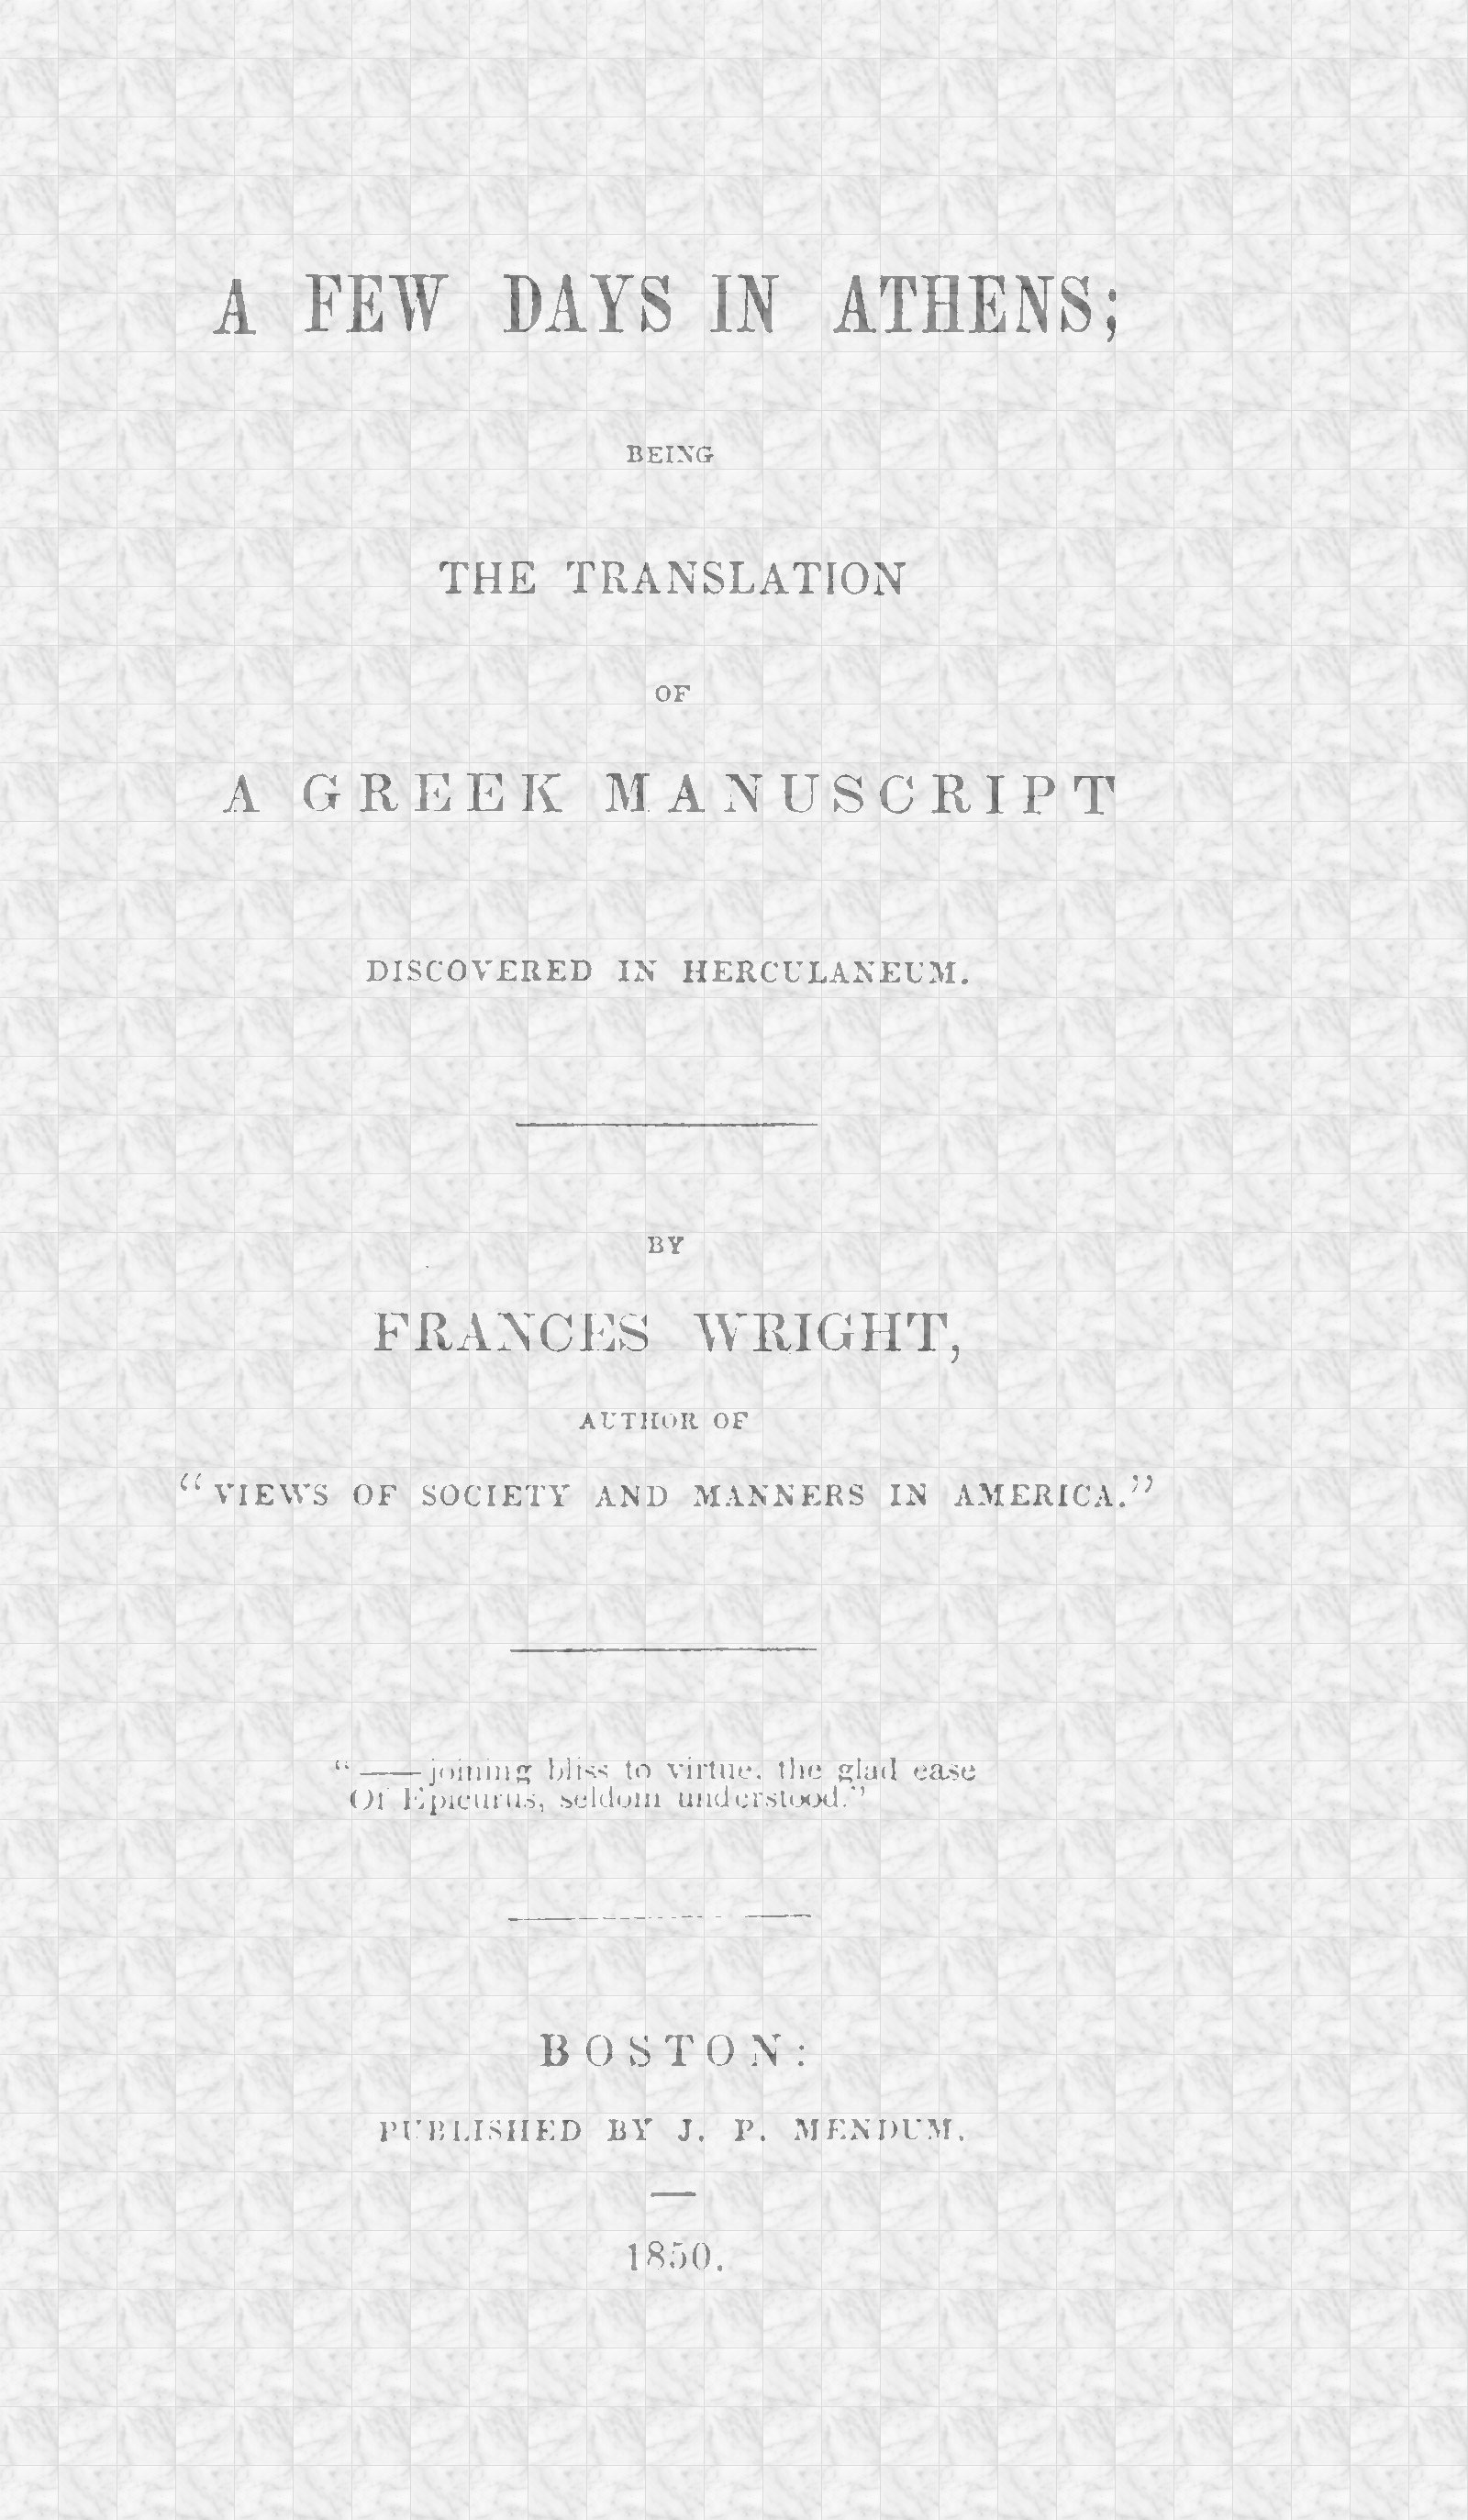 A FEW DAYS IN ATHENS;
BEING
THE TRANSLATION
OF
A GREEK MANUSCRIPT
DISCOVERED IN HERCULANEUM.
BY
FRANCES WRIGHT,
AUTHOR OF
"VIEWS OF SOCIETY AND MANNERS IN AMERICA."
"——joining bliss to virtue, the glad ease
Of Epicurus, seldom understood."
BOSTON:
PUBLISHED BY J. P. MENDUM.
1850.